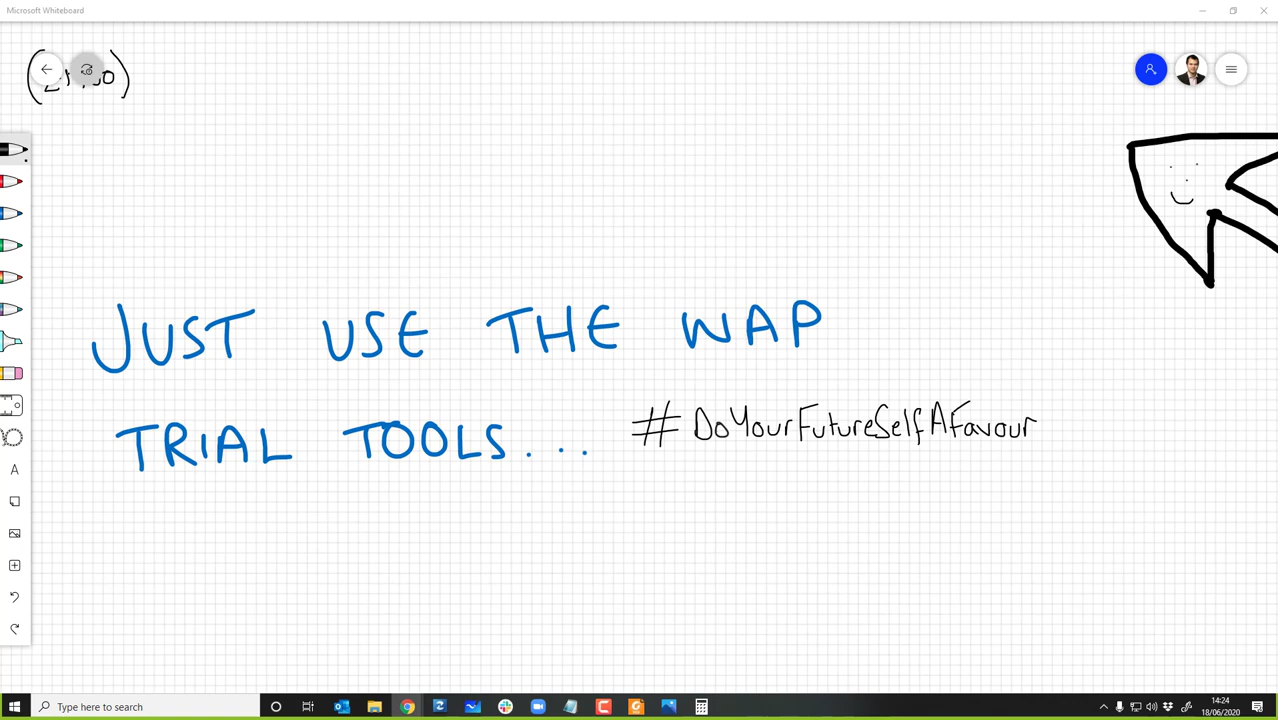 Microsoft Whiteboard
JUST USE THE WAP
TRIAL TOOLS...
#DoYourFutureSelfAFavour
A
Type here to search
14:24
18/06/2020